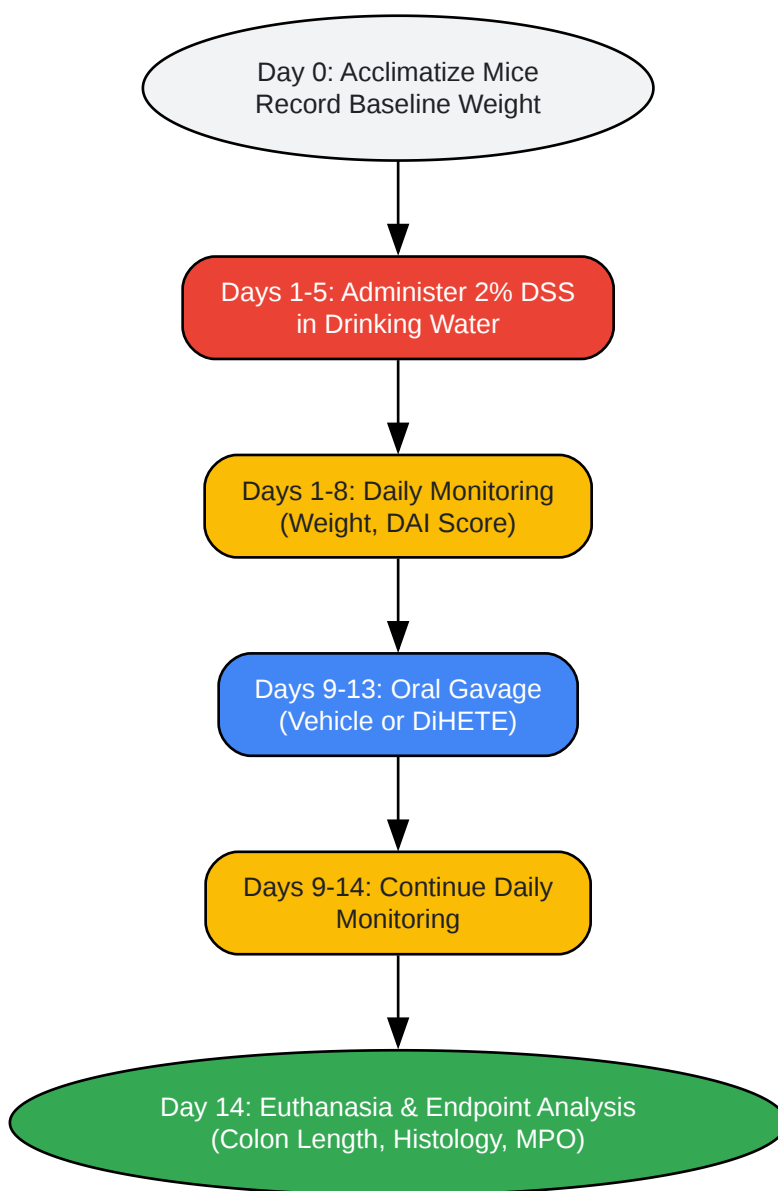 Day 0: Acclimatize Mice
Record Baseline Weight
Days 1-5: Administer 2% DSS
in Drinking Water
Days 1-8: Daily Monitoring
(Weight, DAI Score)
Days 9-13: Oral Gavage
(Vehicle or DiHETE)
Days 9-14: Continue Daily
Monitoring
Day 14: Euthanasia & Endpoint Analysis
(Colon Length, Histology, MPO)